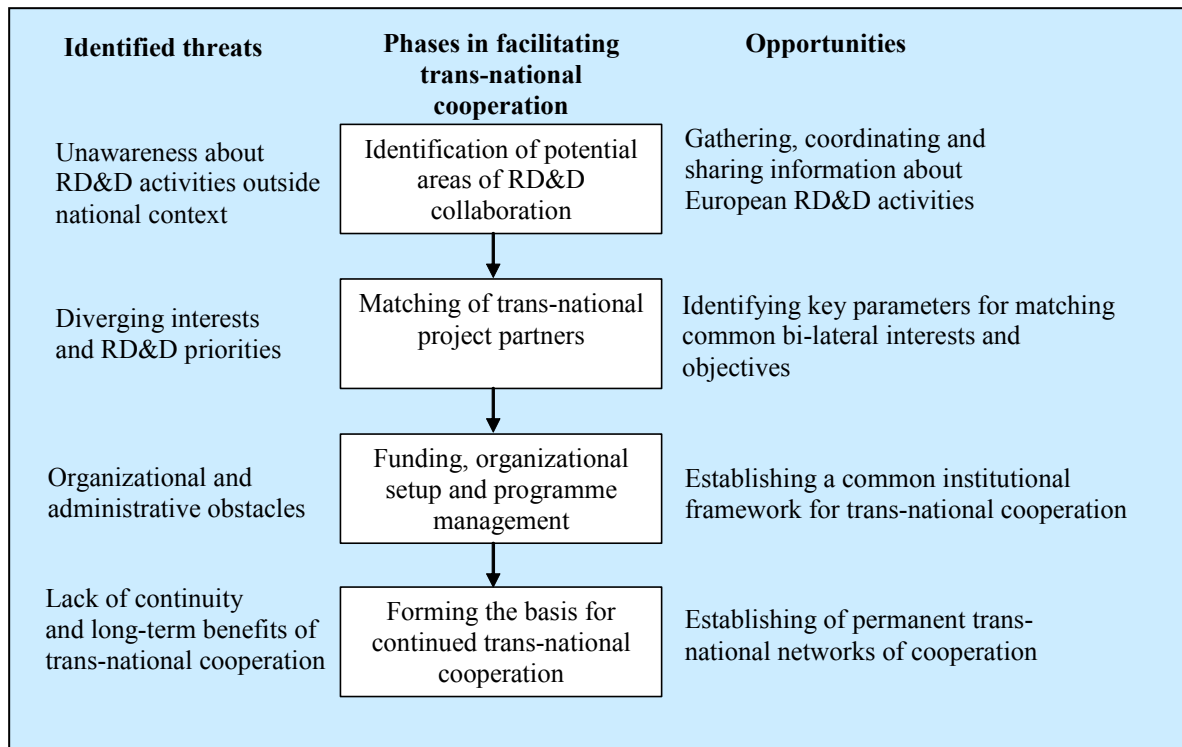 Identified threats
Phases in facilitating
trans-national
cooperation
Opportunities
Unawareness about
RD&D activities outside
national context
Identification of potential
areas of RD&D
collaboration
Gathering, coordinating and
sharing information about
European RD&D activities
Diverging interests
and RD&D priorities
Matching of trans-national
project partners
Identifying key parameters for matching
common bi-lateral interests and
objectives
Organizational and
administrative obstacles
Funding, organizational
setup and programme
management
Establishing a common institutional
framework for trans-national cooperation
Lack of continuity
and long-term benefits of
trans-national cooperation
Forming the basis for
continued trans-national
cooperation
Establishing of permanent trans-
national networks of cooperation